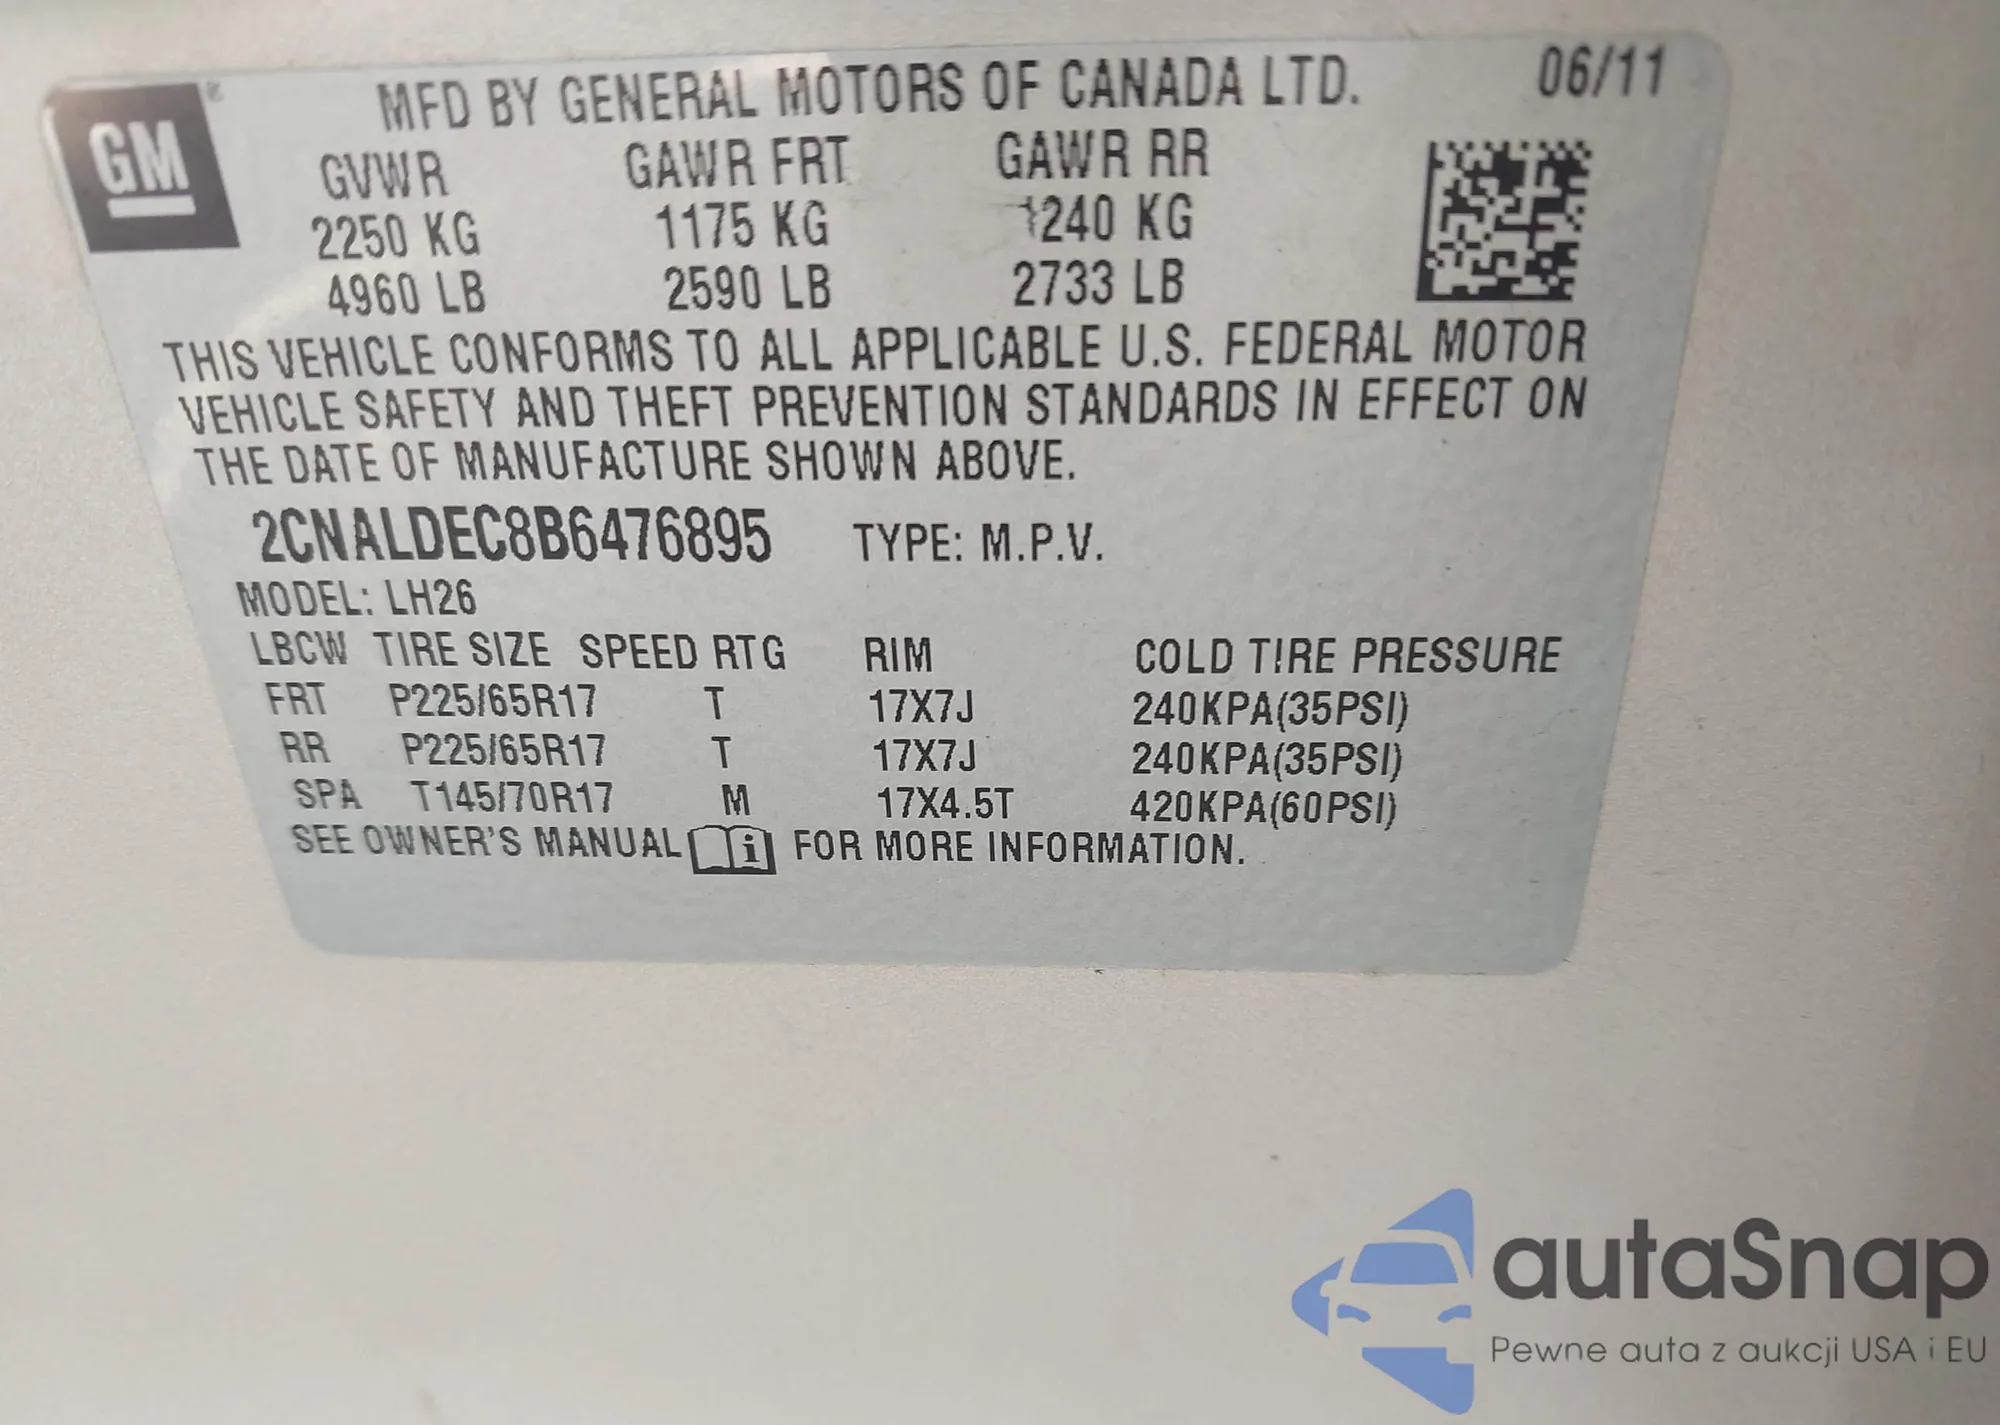 GM® MFD BY GENERAL MOTORS OF CANADA LTD. 06/11
GVWR GAWR FRT GAWR RR
2250 KG 1175 KG 1240 KG
4960 LB 2590 LB 2733 LB
THIS VEHICLE CONFORMS TO ALL APPLICABLE U.S. FEDERAL MOTOR
VEHICLE SAFETY AND THEFT PREVENTION STANDARDS IN EFFECT ON
THE DATE OF MANUFACTURE SHOWN ABOVE.
2CNALDEC8B6476895 TYPE: M.P.V.
MODEL: LH26
LBCW TIRE SIZE SPEED RTG RIM COLD TIRE PRESSURE
FRT P225/65R17 T 17X7J 240KPA(35PSI)
RR P225/65R17 T 17X7J 240KPA(35PSI)
SPA T145/70R17 M 17X4.5T 420KPA(60PSI)
SEE OWNER'S MANUAL i FOR MORE INFORMATION.
autaSnap
Pewne auta z aukcji USA i EU